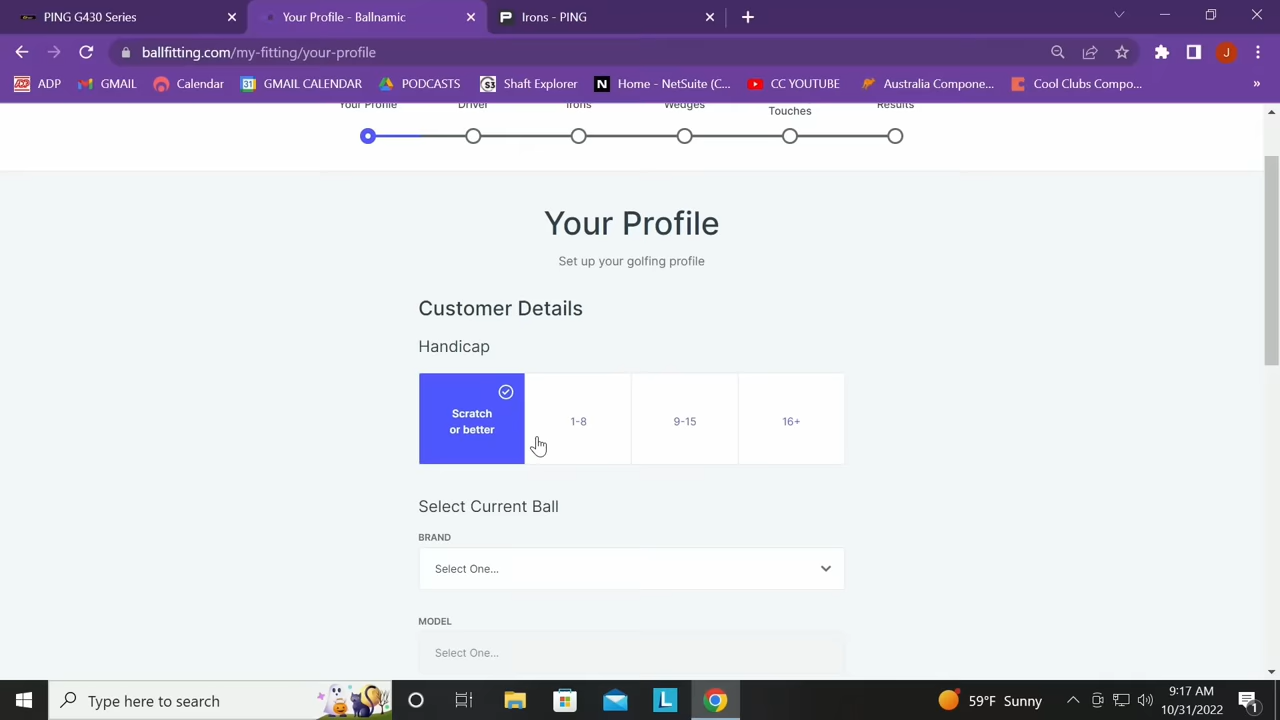 PING G430 Series
Your Profile - Ballnamic
Irons - PING
ballfitting.com/my-fitting/your-profile
J
ADP
GMAIL
Calendar
31 GMAIL CALENDAR
PODCASTS
S3 Shaft Explorer
N Home - NetSuite (C...
CC YOUTUBE
Australia Compone...
Cool Clubs Compo...
»
Your Profile
Driver
Irons
Wedges
Touches
Results
Your Profile
Set up your golfing profile
Customer Details
Handicap
Scratch
or better
1-8
9-15
16+
Select Current Ball
BRAND
Select One...
MODEL
Select One...
Type here to search
L
59°F Sunny
9:17 AM
10/31/2022
1